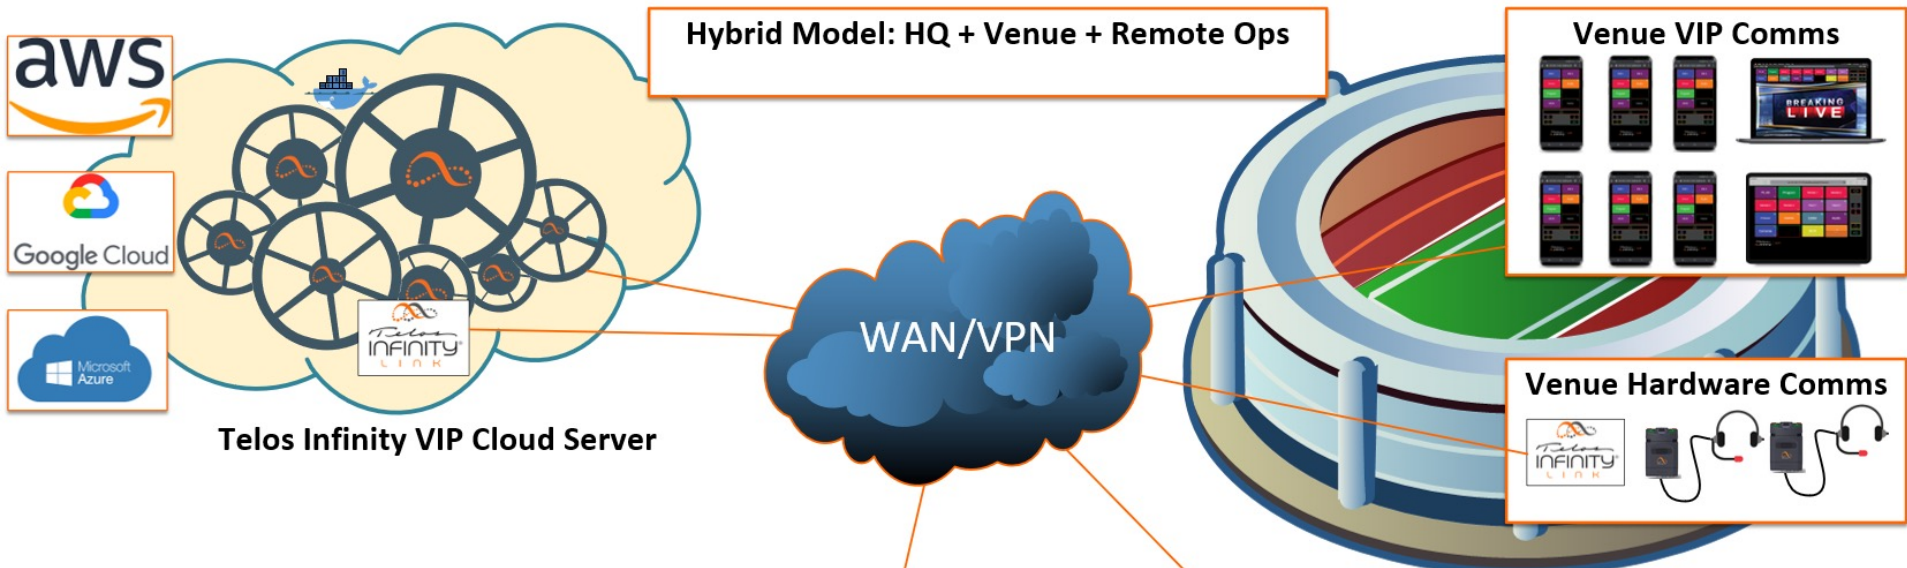 Hybrid Model: HQ + Venue + Remote Ops
aws
Google Cloud
Microsoft
Azure
Telos
INFINITY®
LINK
Telos Infinity VIP Cloud Server
WAN/VPN
Venue VIP Comms
BREAKING
LIVE
Venue Hardware Comms
Telos
INFINITY®
LINK